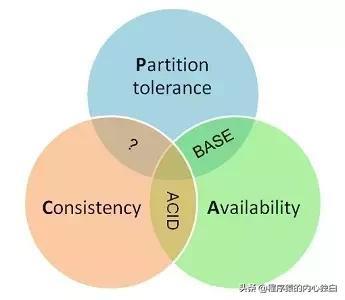 Partition
tolerance
?
BASE
Consistency
ACID
Availability
头条 @程序猿的内心独白